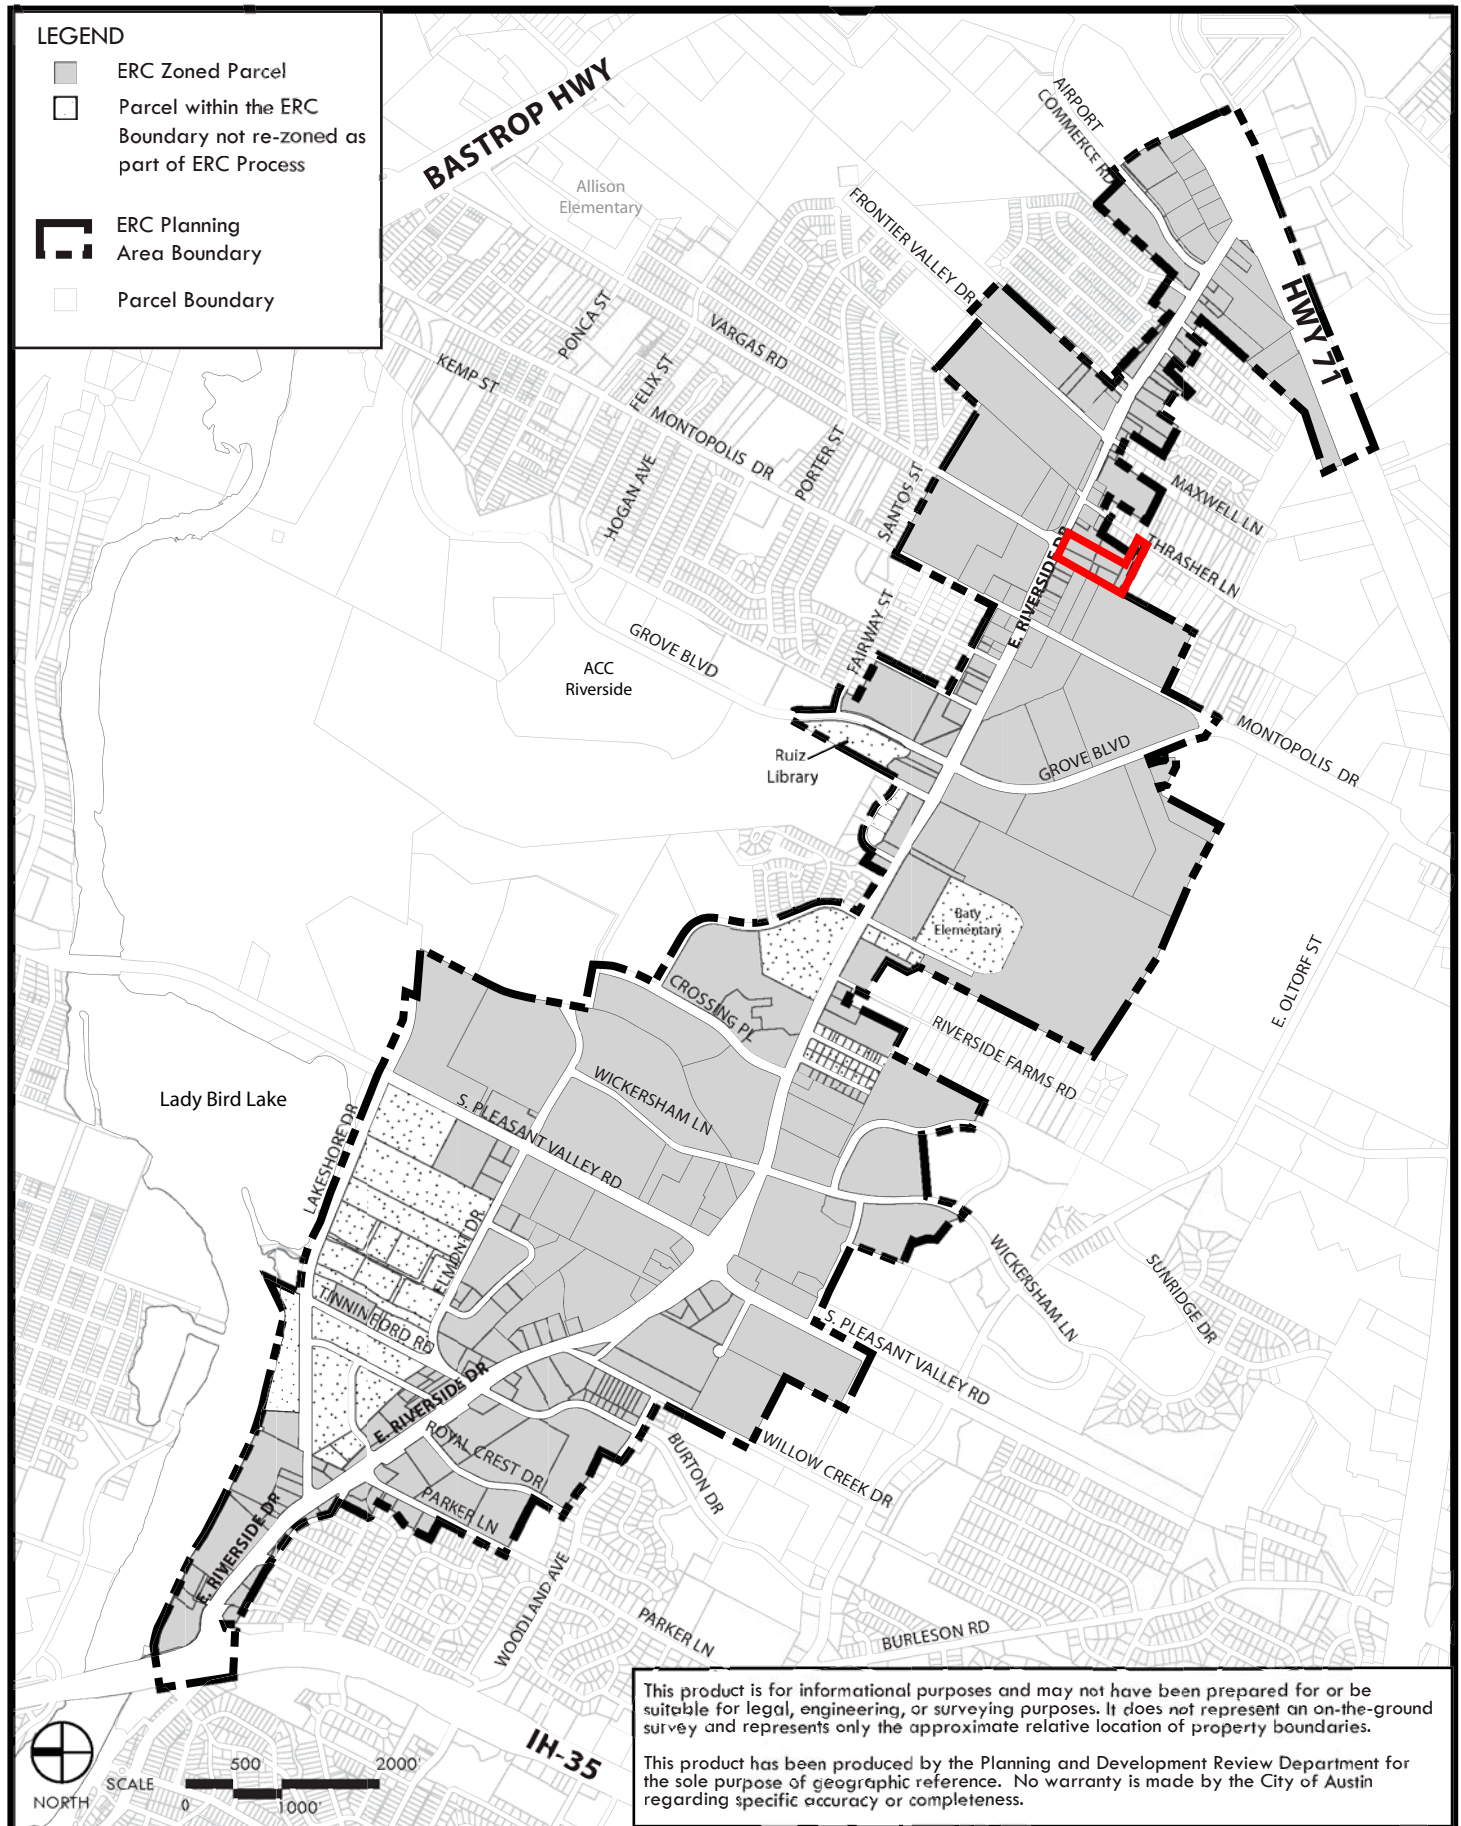 LEGEND
ERC Zoned Parcel
Parcel within the ERC
Boundary not re-zoned as
part of ERC Process
ERC Planning
Area Boundary
Parcel Boundary
BASTROP HWY
Allison
Elementary
AIRPORT
COMMERCE RD
FRONTIER VALLEY DR
HWY 71
PONCA ST
VARGAS RD
KEMP ST
FELIX ST
MONTOPOLIS DR
HOGAN AVE
PORTER ST
SANTOS ST
MAXWELL LN
THRASHER LN
E. RIVERSIDE DR
FAIRWAY ST
GROVE BLVD
ACC
Riverside
Ruiz
Library
GROVE BLVD
MONTOPOLIS DR
Baty
Elementary
E. OLTORF ST
CROSSING PL
RIVERSIDE FARMS RD
Lady Bird Lake
WICKERSHAM LN
S. PLEASANT VALLEY RD
LAKESHORE DR
ELMONT DR
TINNIN FORD RD
WICKERSHAM LN
SUNRIDGE DR
S. PLEASANT VALLEY RD
E. RIVERSIDE DR
ROYAL CREST DR
BURTON DR
WILLOW CREEK DR
PARKER LN
E. RIVERSIDE DR
WOODLAND AVE
PARKER LN
BURLESON RD
IH-35
NORTH
SCALE
500
2000'
0
1000
This product is for informational purposes and may not have been prepared for or be
suitable for legal, engineering, or surveying purposes. It does not represent an on-the-ground
survey and represents only the approximate relative location of property boundaries.
This product has been produced by the Planning and Development Review Department for
the sole purpose of geographic reference. No warranty is made by the City of Austin
regarding specific accuracy or completeness.